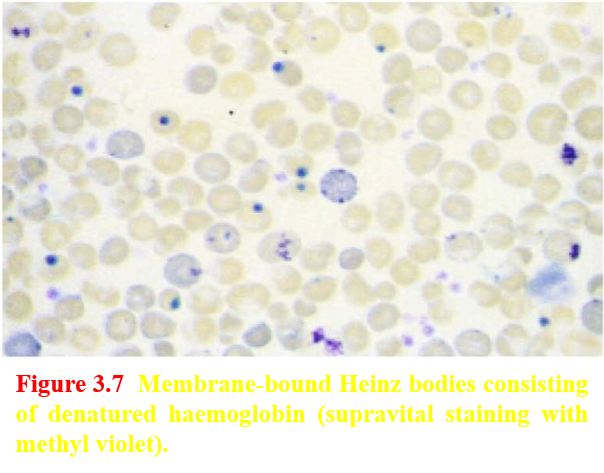 Figure 3.7 Membrane-bound Heinz bodies consisting
of denatured haemoglobin (supravital staining with
methyl violet).